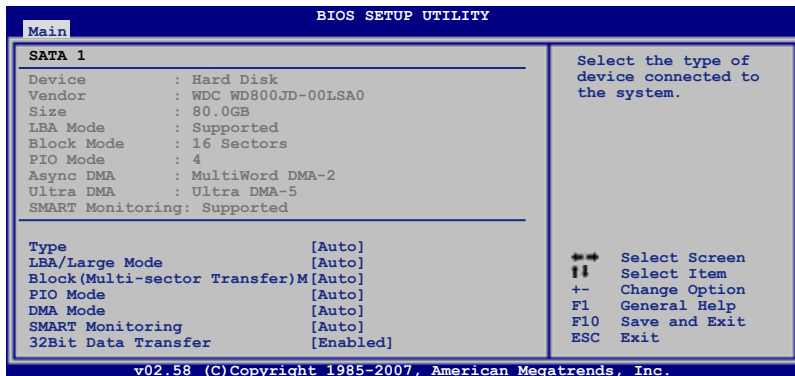 BIOS SETUP UTILITY
Main
SATA 1
Device : Hard Disk
Vendor : WDC WD800JD-00LSA0
Size : 80.0GB
LBA Mode : Supported
Block Mode : 16 Sectors
PIO Mode : 4
Async DMA : MultiWord DMA-2
Ultra DMA : Ultra DMA-5
SMART Monitoring: Supported
Type [Auto]
LBA/Large Mode [Auto]
Block(Multi-sector Transfer)M[Auto]
PIO Mode [Auto]
DMA Mode [Auto]
SMART Monitoring [Auto]
32Bit Data Transfer [Enabled]
Select the type of
device connected to
the system.
Select Screen
Select Item
+- Change Option
F1 General Help
F10 Save and Exit
ESC Exit
v02.58 (C)Copyright 1985-2007, American Megatrends, Inc.